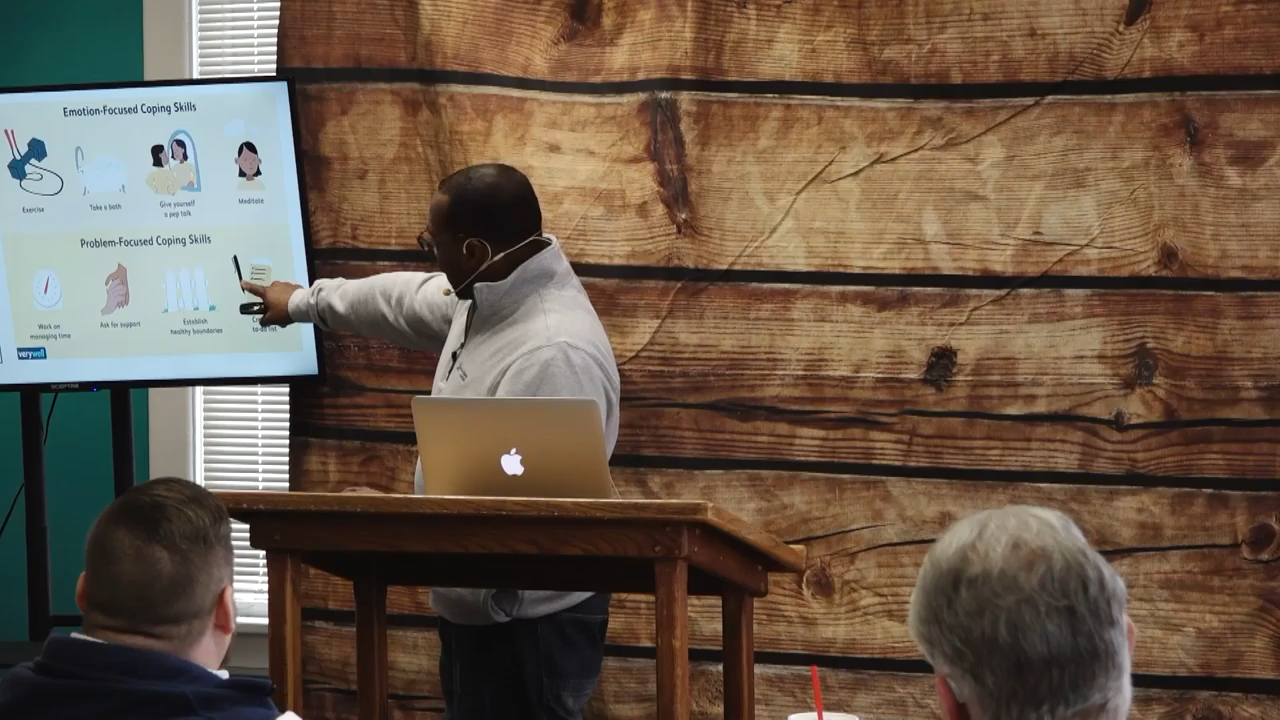 Emotion-Focused Coping Skills
Exercise
Take a bath
Give yourself
a pep talk
Meditate
Problem-Focused Coping Skills
Work on
managing time
Ask for support
Establish
healthy boundaries
to-do list
verywell
SCEPTRE